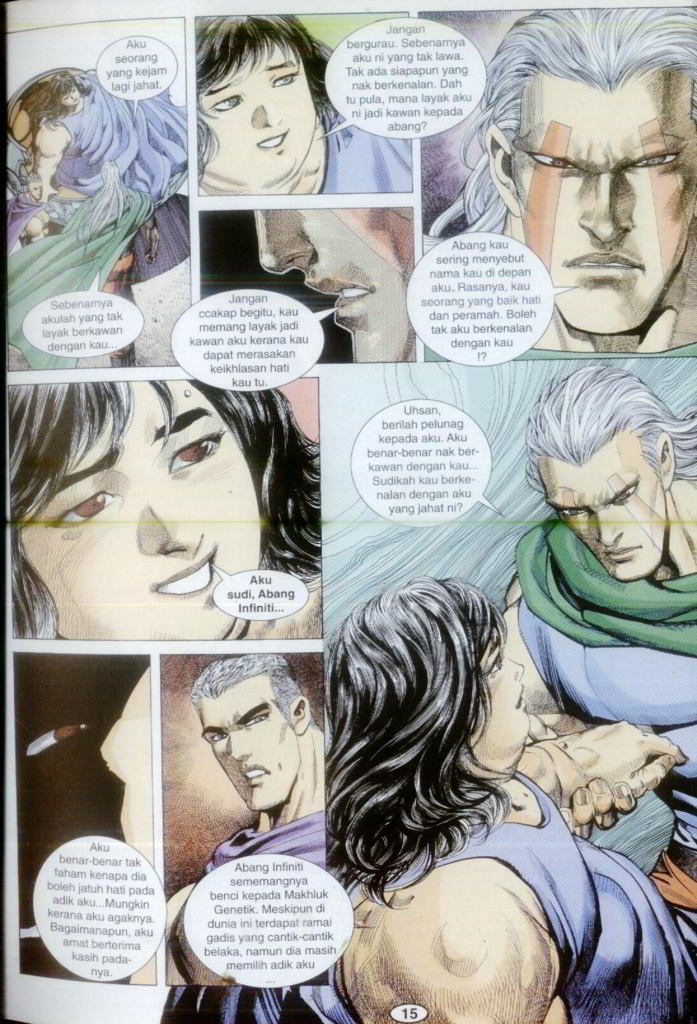 Aku
seorang
yang kejam
lagi jahat.
Sebenarnya
akulah yang tak
layak berkawan
dengan kau...
Jangan
bergurau. Sebenarnya
aku ni yang tak lawa.
Tak ada siapapun yang
nak berkenalan. Dah
tu pula, mana layak aku
ni jadi kawan kepada
abang?
Jangan
ccakap begitu, kau
memang layak jadi
kawan aku kerana kau
dapat merasakan
keikhlasan hati
kau tu.
Abang kau
sering menyebut
nama kau di depan
aku. Rasanya, kau
seorang yang baik hati
dan peramah. Boleh
tak aku berkenalan
dengan kau
!?
Uhsan,
berilah pelunag
kepada aku. Aku
benar-benar nak ber-
kawan dengan kau...
Sudikah kau berke-
nalan dengan aku
yang jahat ni?
Aku
sudi, Abang
Infiniti...
Aku
benar-benar tak
faham kenapa dia
boleh jatuh hati pada
adik aku...Mungkin
kerana aku agaknya.
Bagaimanapun, aku
amat berterima
kasih pada-
nya.
Abang Infiniti
sememangnya
benci kepada Makhluk
Genetik. Meskipun di
dunia ini terdapat ramai
gadis yang cantik-cantik
belaka, namun dia masih
memilih adik aku
...
15